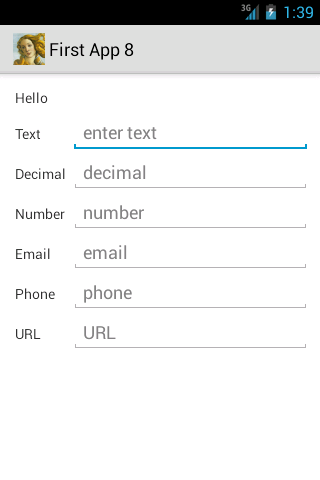 3G 1:39
First App 8
Hello
Text enter text
Decimal decimal
Number number
Email email
Phone phone
URL URL